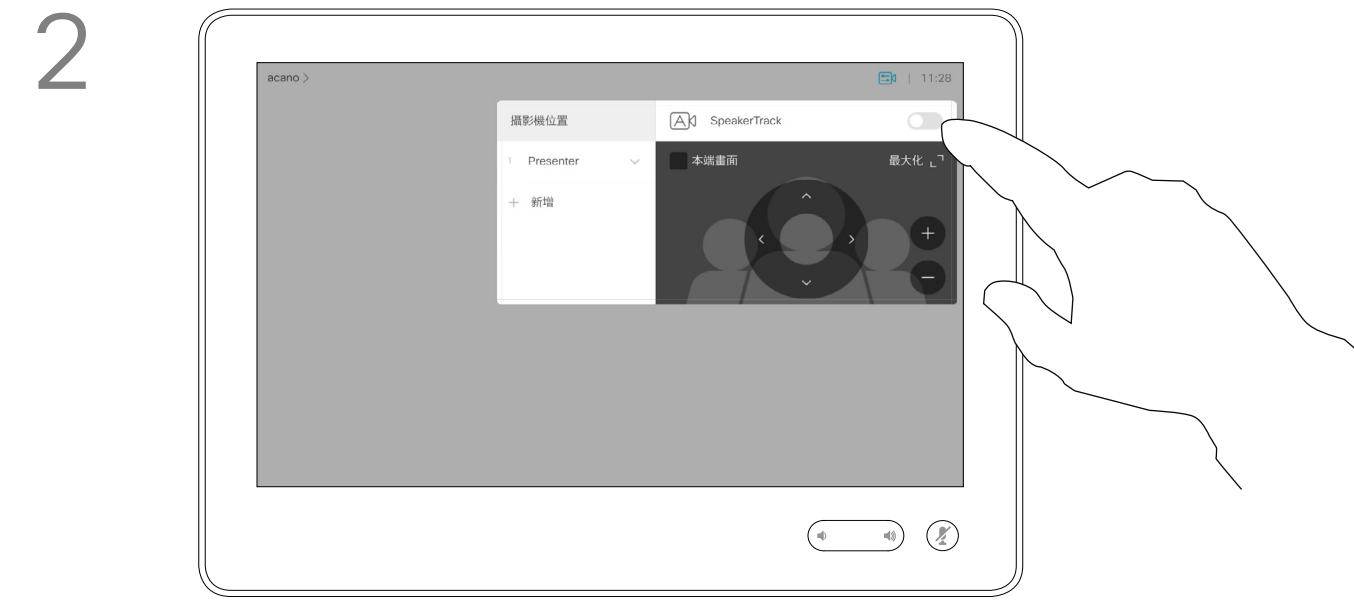 2
acano >
11:28
攝影機位置
A SpeakerTrack
1 Presenter
本端畫面
最大化
+ 新增